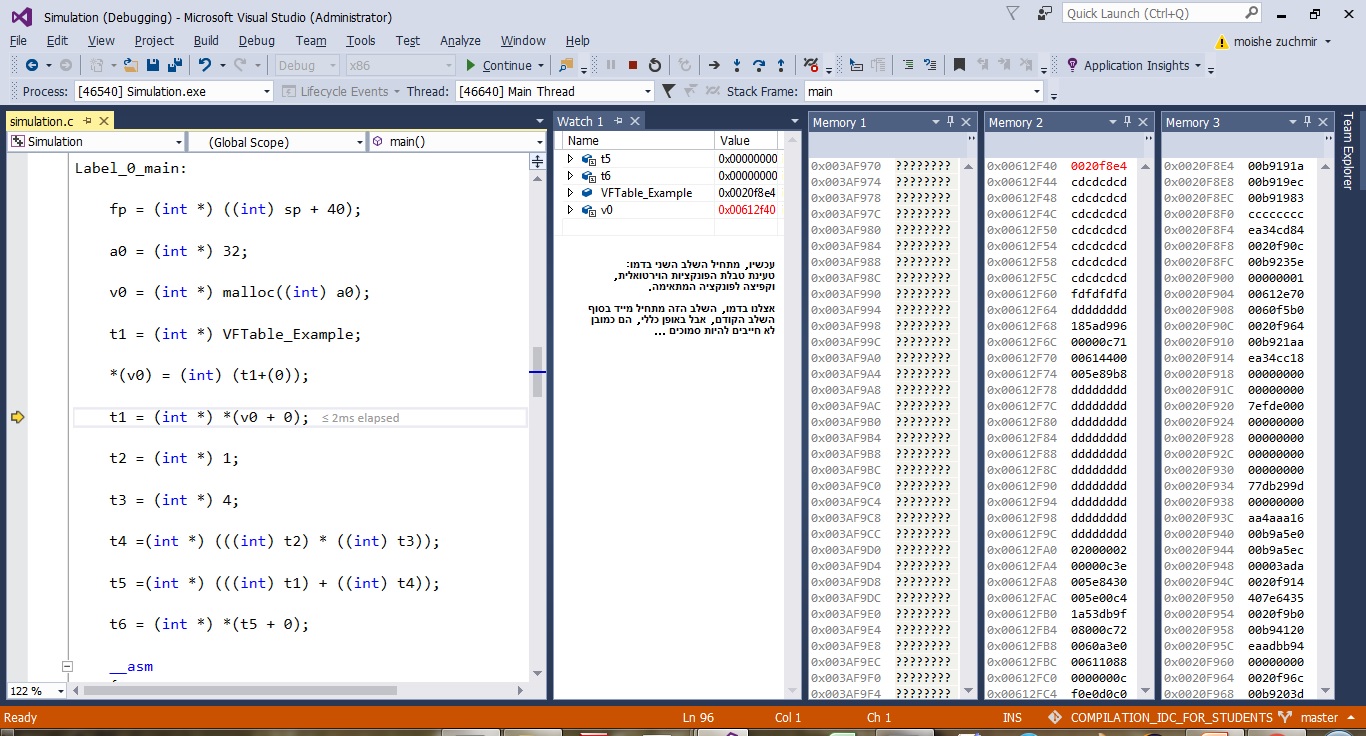 Simulation (Debugging) - Microsoft Visual Studio (Administrator)
Quick Launch (Ctrl+Q)
File Edit View Project Build Debug Team Tools Test Analyze Window Help
moishe zuchmir
Debug x86 Continue Application Insights
Process: [46540] Simulation.exe Lifecycle Events Thread: [46640] Main Thread Stack Frame: main
simulation.c
Simulation (Global Scope) main()
Label_0_main:
fp = (int *) ((int) sp + 40);
a0 = (int *) 32;
v0 = (int *) malloc((int) a0);
t1 = (int *) VFTable_Example;
*(v0) = (int) (t1+(0));
t1 = (int *) *(v0 + 0); ≤ 2ms elapsed
t2 = (int *) 1;
t3 = (int *) 4;
t4 =(int *) (((int) t2) * ((int) t3));
t5 =(int *) (((int) t1) + ((int) t4));
t6 = (int *) *(t5 + 0);
__asm
122 %
Watch 1
Name Value
t5 0x00000000
t6 0x00000000
VFTable_Example 0x0020f8e4
v0 0x00612f40
עכשיו, מתחיל השלב השני בדמו:
טעינת טבלת הפונקציות הוירטואלית,
וקפיצה לפונקציה המתאימה.
אצלנו בדמו, השלב הזה מתחיל מייד בסוף
השלב הקודם, אבל באופן כללי, הם כמובן
לא חייבים להיות סמוכים ...
Memory 1
0x003AF970 ????????
0x003AF974 ????????
0x003AF978 ????????
0x003AF97C ????????
0x003AF980 ????????
0x003AF984 ????????
0x003AF988 ????????
0x003AF98C ????????
0x003AF990 ????????
0x003AF994 ????????
0x003AF998 ????????
0x003AF99C ????????
0x003AF9A0 ????????
0x003AF9A4 ????????
0x003AF9A8 ????????
0x003AF9AC ????????
0x003AF9B0 ????????
0x003AF9B4 ????????
0x003AF9B8 ????????
0x003AF9BC ????????
0x003AF9C0 ????????
0x003AF9C4 ????????
0x003AF9C8 ????????
0x003AF9CC ????????
0x003AF9D0 ????????
0x003AF9D4 ????????
0x003AF9D8 ????????
0x003AF9DC ????????
0x003AF9E0 ????????
0x003AF9E4 ????????
0x003AF9E8 ????????
0x003AF9EC ????????
0x003AF9F0 ????????
0x003AF9F4 ????????
Memory 2
0x00612F40 0020f8e4
0x00612F44 cdcdcdcd
0x00612F48 cdcdcdcd
0x00612F4C cdcdcdcd
0x00612F50 cdcdcdcd
0x00612F54 cdcdcdcd
0x00612F58 cdcdcdcd
0x00612F5C cdcdcdcd
0x00612F60 fdfdfdfd
0x00612F64 dddddddd
0x00612F68 185ad996
0x00612F6C 00000c71
0x00612F70 00614400
0x00612F74 005e89b8
0x00612F78 dddddddd
0x00612F7C dddddddd
0x00612F80 dddddddd
0x00612F84 dddddddd
0x00612F88 dddddddd
0x00612F8C dddddddd
0x00612F90 dddddddd
0x00612F94 dddddddd
0x00612F98 dddddddd
0x00612F9C dddddddd
0x00612FA0 02000002
0x00612FA4 00000c3e
0x00612FA8 005e8430
0x00612FAC 005e00c4
0x00612FB0 1a53db9f
0x00612FB4 08000c72
0x00612FB8 0060a3e0
0x00612FBC 00611088
0x00612FC0 0000000c
0x00612FC4 f0e0d0c0
Memory 3
0x0020F8E4 00b9191a
0x0020F8E8 00b919ec
0x0020F8EC 00b91983
0x0020F8F0 cccccccc
0x0020F8F4 ea34cd84
0x0020F8F8 0020f90c
0x0020F8FC 00b9235e
0x0020F900 00000001
0x0020F904 00612e70
0x0020F908 0060f5b0
0x0020F90C 0020f964
0x0020F910 00b921aa
0x0020F914 ea34cc18
0x0020F918 00000000
0x0020F91C 00000000
0x0020F920 7efde000
0x0020F924 00000000
0x0020F928 00000000
0x0020F92C 00000000
0x0020F930 00000000
0x0020F934 77db299d
0x0020F938 00000000
0x0020F93C aa4aaa16
0x0020F940 00b9a5e0
0x0020F944 00b9a5ec
0x0020F948 00003ada
0x0020F94C 0020f914
0x0020F950 407e6435
0x0020F954 0020f9b0
0x0020F958 00b94120
0x0020F95C eaadbb94
0x0020F960 00000000
0x0020F964 0020f96c
0x0020F968 00b9203d
Team Explorer
Ready Ln 96 Col 1 Ch 1 INS COMPILATION_IDC_FOR_STUDENTS master